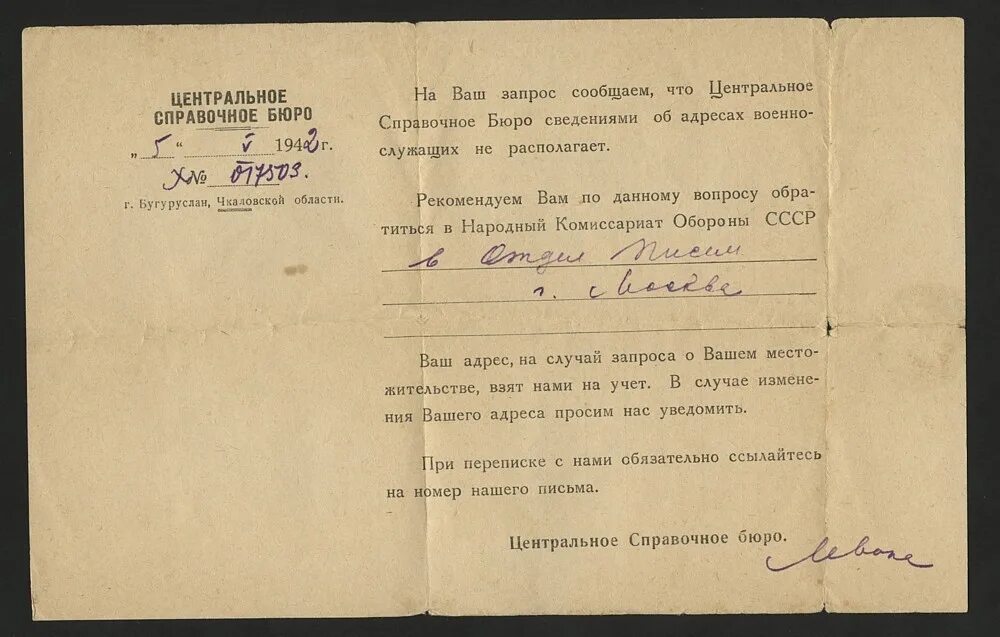 ЦЕНТРАЛЬНОЕ
СПРАВОЧНОЕ БЮРО
„ 5 “ V 1942 г.
№ 017503.
г. Бугуруслан, Чкаловской области.
На Ваш запрос сообщаем, что Центральное
Справочное Бюро сведениями об адресах военно-
служащих не располагает.
Рекомендуем Вам по данному вопросу обра-
титься в Народный Комиссариат Обороны СССР
в Отдел Писем
г. Москва
Ваш адрес, на случай запроса о Вашем место-
жительстве, взят нами на учет. В случае измене-
ния Вашего адреса просим нас уведомить.
При переписке с нами обязательно ссылайтесь
на номер нашего письма.
Центральное Справочное бюро.